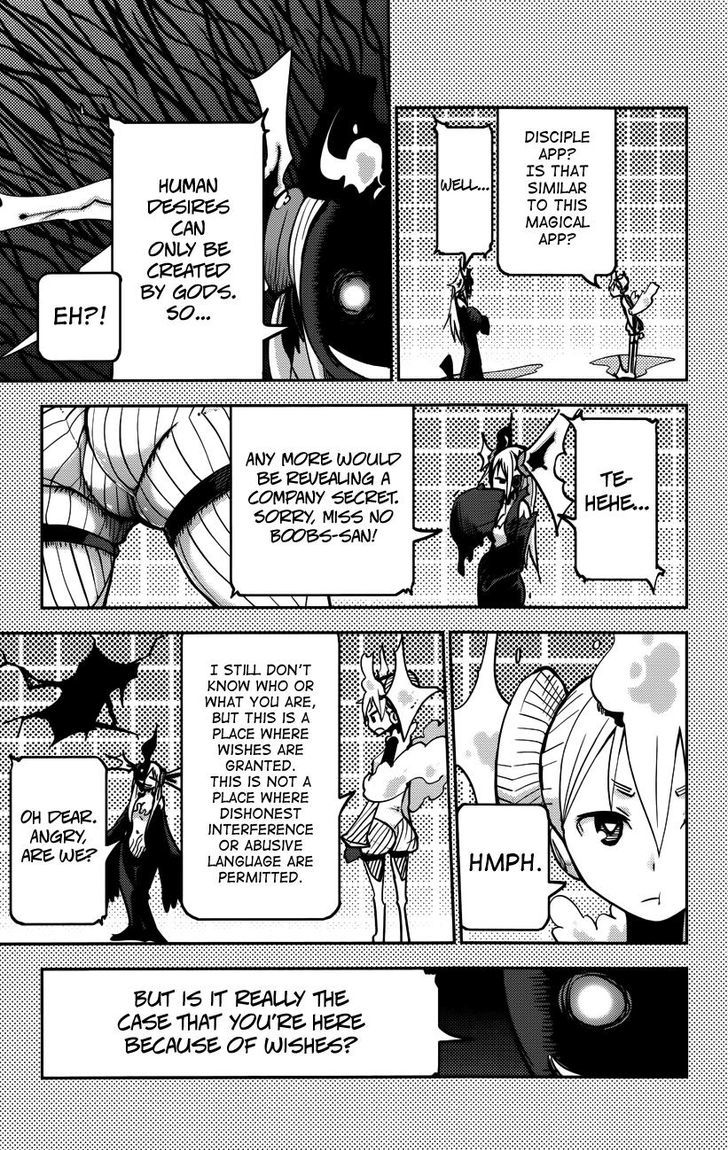 DISCIPLE
APP?
IS THAT
SIMILAR
TO THIS
MAGICAL
APP?
WELL...
HUMAN
DESIRES
CAN
ONLY BE
CREATED
BY GODS.
SO...
EH?!
TE-
HEHE...
ANY MORE WOULD
BE REVEALING A
COMPANY SECRET.
SORRY, MISS NO
BOOBS-SAN!
HMPH.
I STILL DON'T
KNOW WHO OR
WHAT YOU ARE,
BUT THIS IS A
PLACE WHERE
WISHES ARE
GRANTED.
THIS IS NOT A
PLACE WHERE
DISHONEST
INTERFERENCE
OR ABUSIVE
LANGUAGE ARE
PERMITTED.
OH DEAR.
ANGRY,
ARE WE?
BUT IS IT REALLY THE
CASE THAT YOU'RE HERE
BECAUSE OF WISHES?